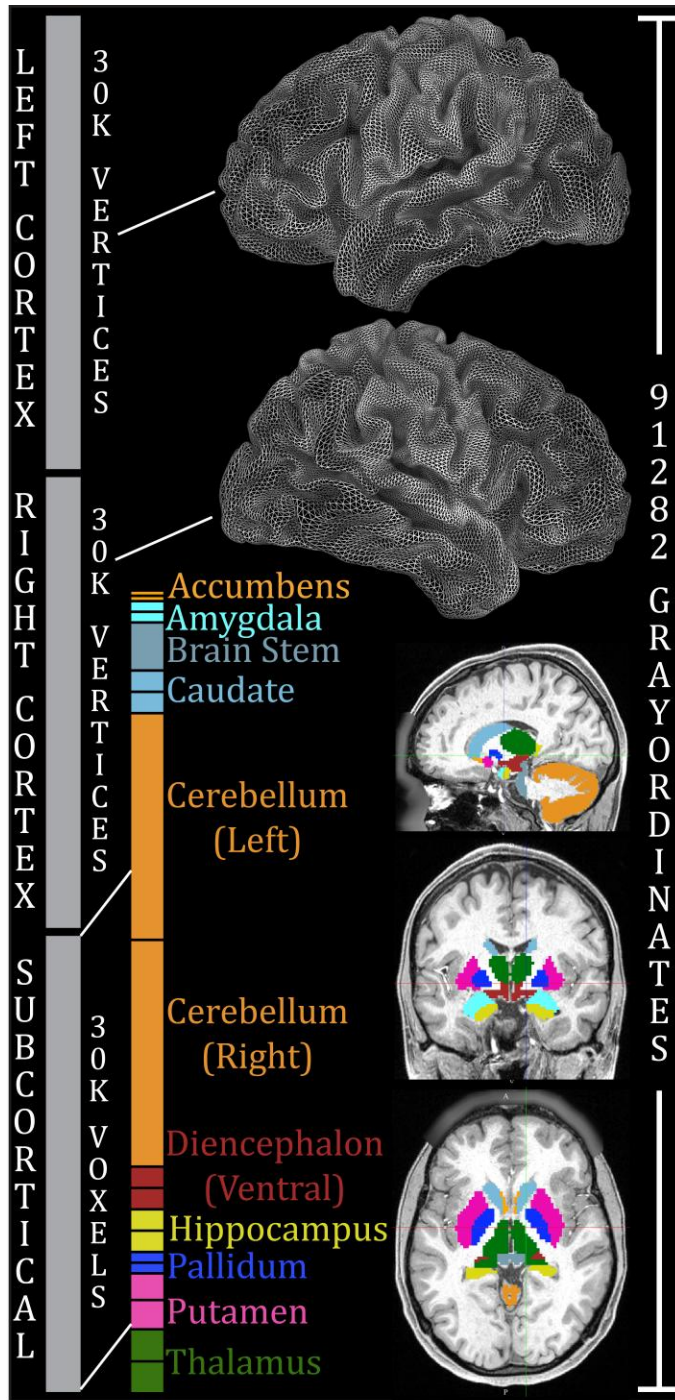 LEFT CORTEX
30K VERTICES
RIGHT CORTEX
30K VERTICES
SUBCORTICAL
30K VOXELS
Accumbens
Amygdala
Brain Stem
Caudate
Cerebellum
(Left)
Cerebellum
(Right)
Diencephalon
(Ventral)
Hippocampus
Pallidum
Putamen
Thalamus
91282 GRAYORDINATES
A
P